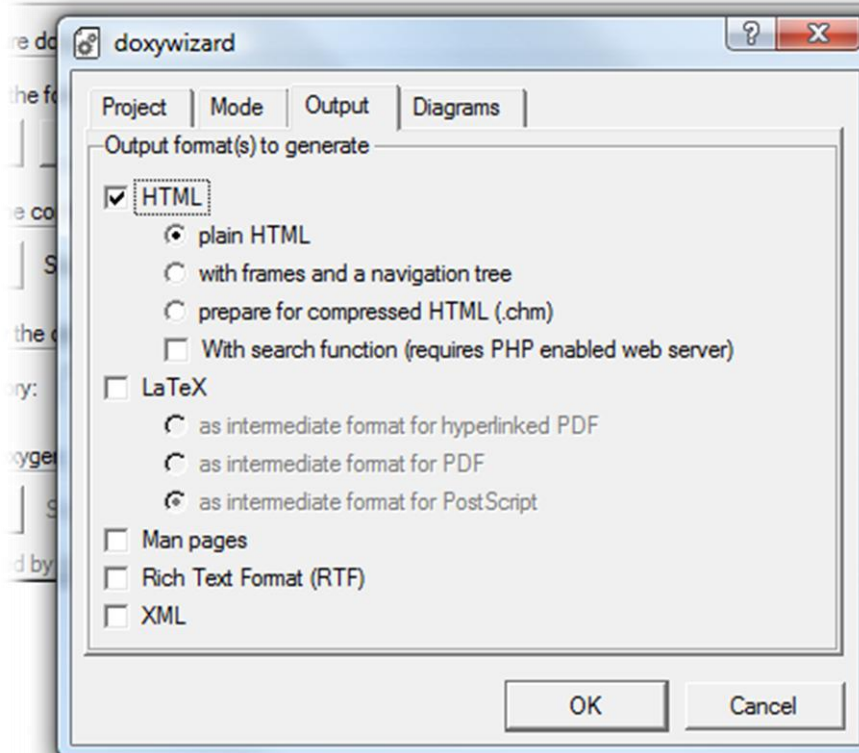 doxywizard
Project Mode Output Diagrams
Output format(s) to generate
HTML
plain HTML
with frames and a navigation tree
prepare for compressed HTML (.chm)
With search function (requires PHP enabled web server)
LaTeX
as intermediate format for hyperlinked PDF
as intermediate format for PDF
as intermediate format for PostScript
Man pages
Rich Text Format (RTF)
XML
OK Cancel